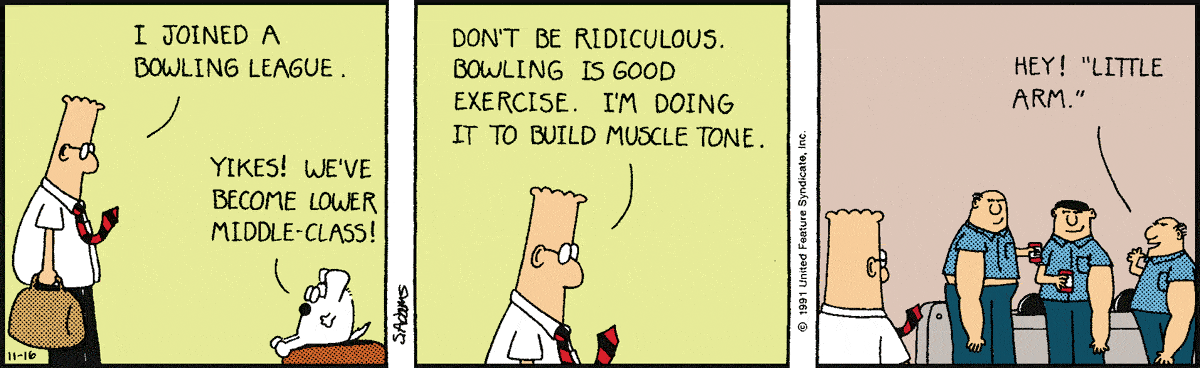 I JOINED A
BOWLING LEAGUE.
YIKES! WE'VE
BECOME LOWER
MIDDLE-CLASS!
11-16
S.ADAMS
DON'T BE RIDICULOUS.
BOWLING IS GOOD
EXERCISE. I'M DOING
IT TO BUILD MUSCLE TONE.
© 1991 United Feature Syndicate, Inc.
HEY! "LITTLE
ARM."